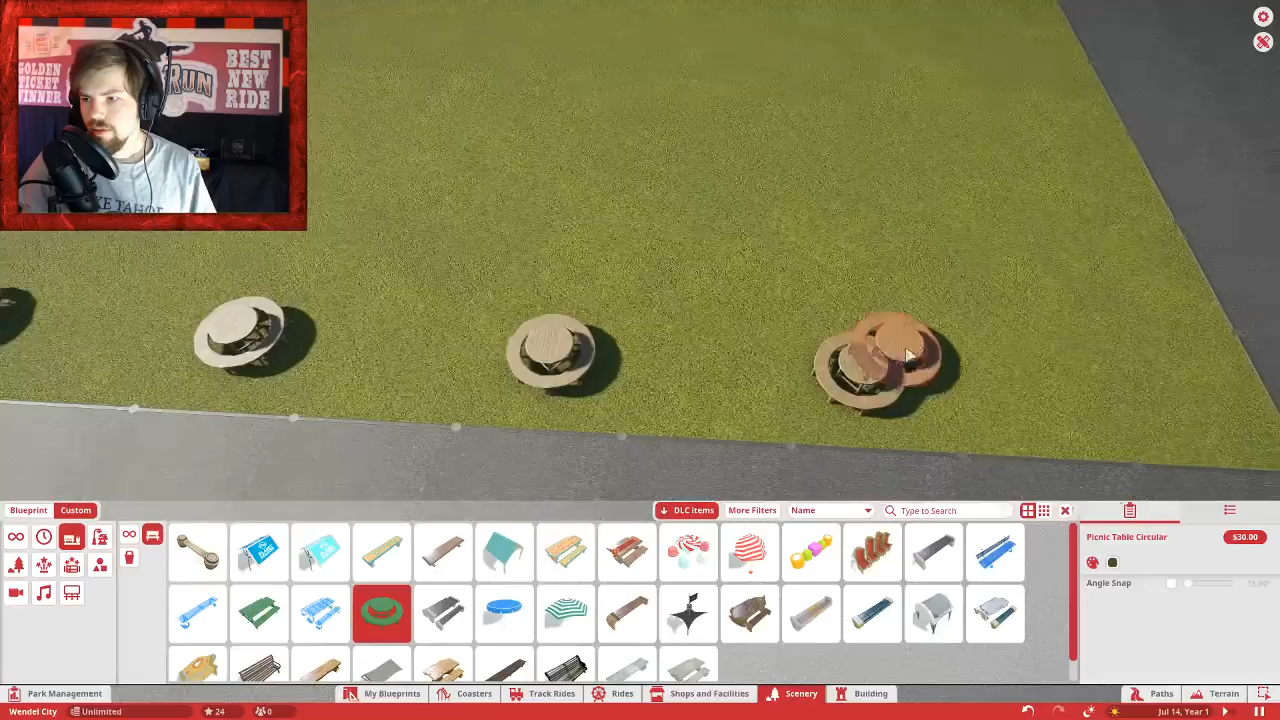 GOLDEN
TICKET
WINNER
RUN
BEST
NEW
RIDE
KE TAHO
Blueprint
Custom
DLC items
More Filters
Name
Type to Search
Picnic Table Circular
$30.00
Angle Snap
15.00°
Park Management
My Blueprints
Coasters
Track Rides
Rides
Shops and Facilities
Scenery
Building
Paths
Terrain
Wendel City
Unlimited
24
0
Jul 14, Year 1